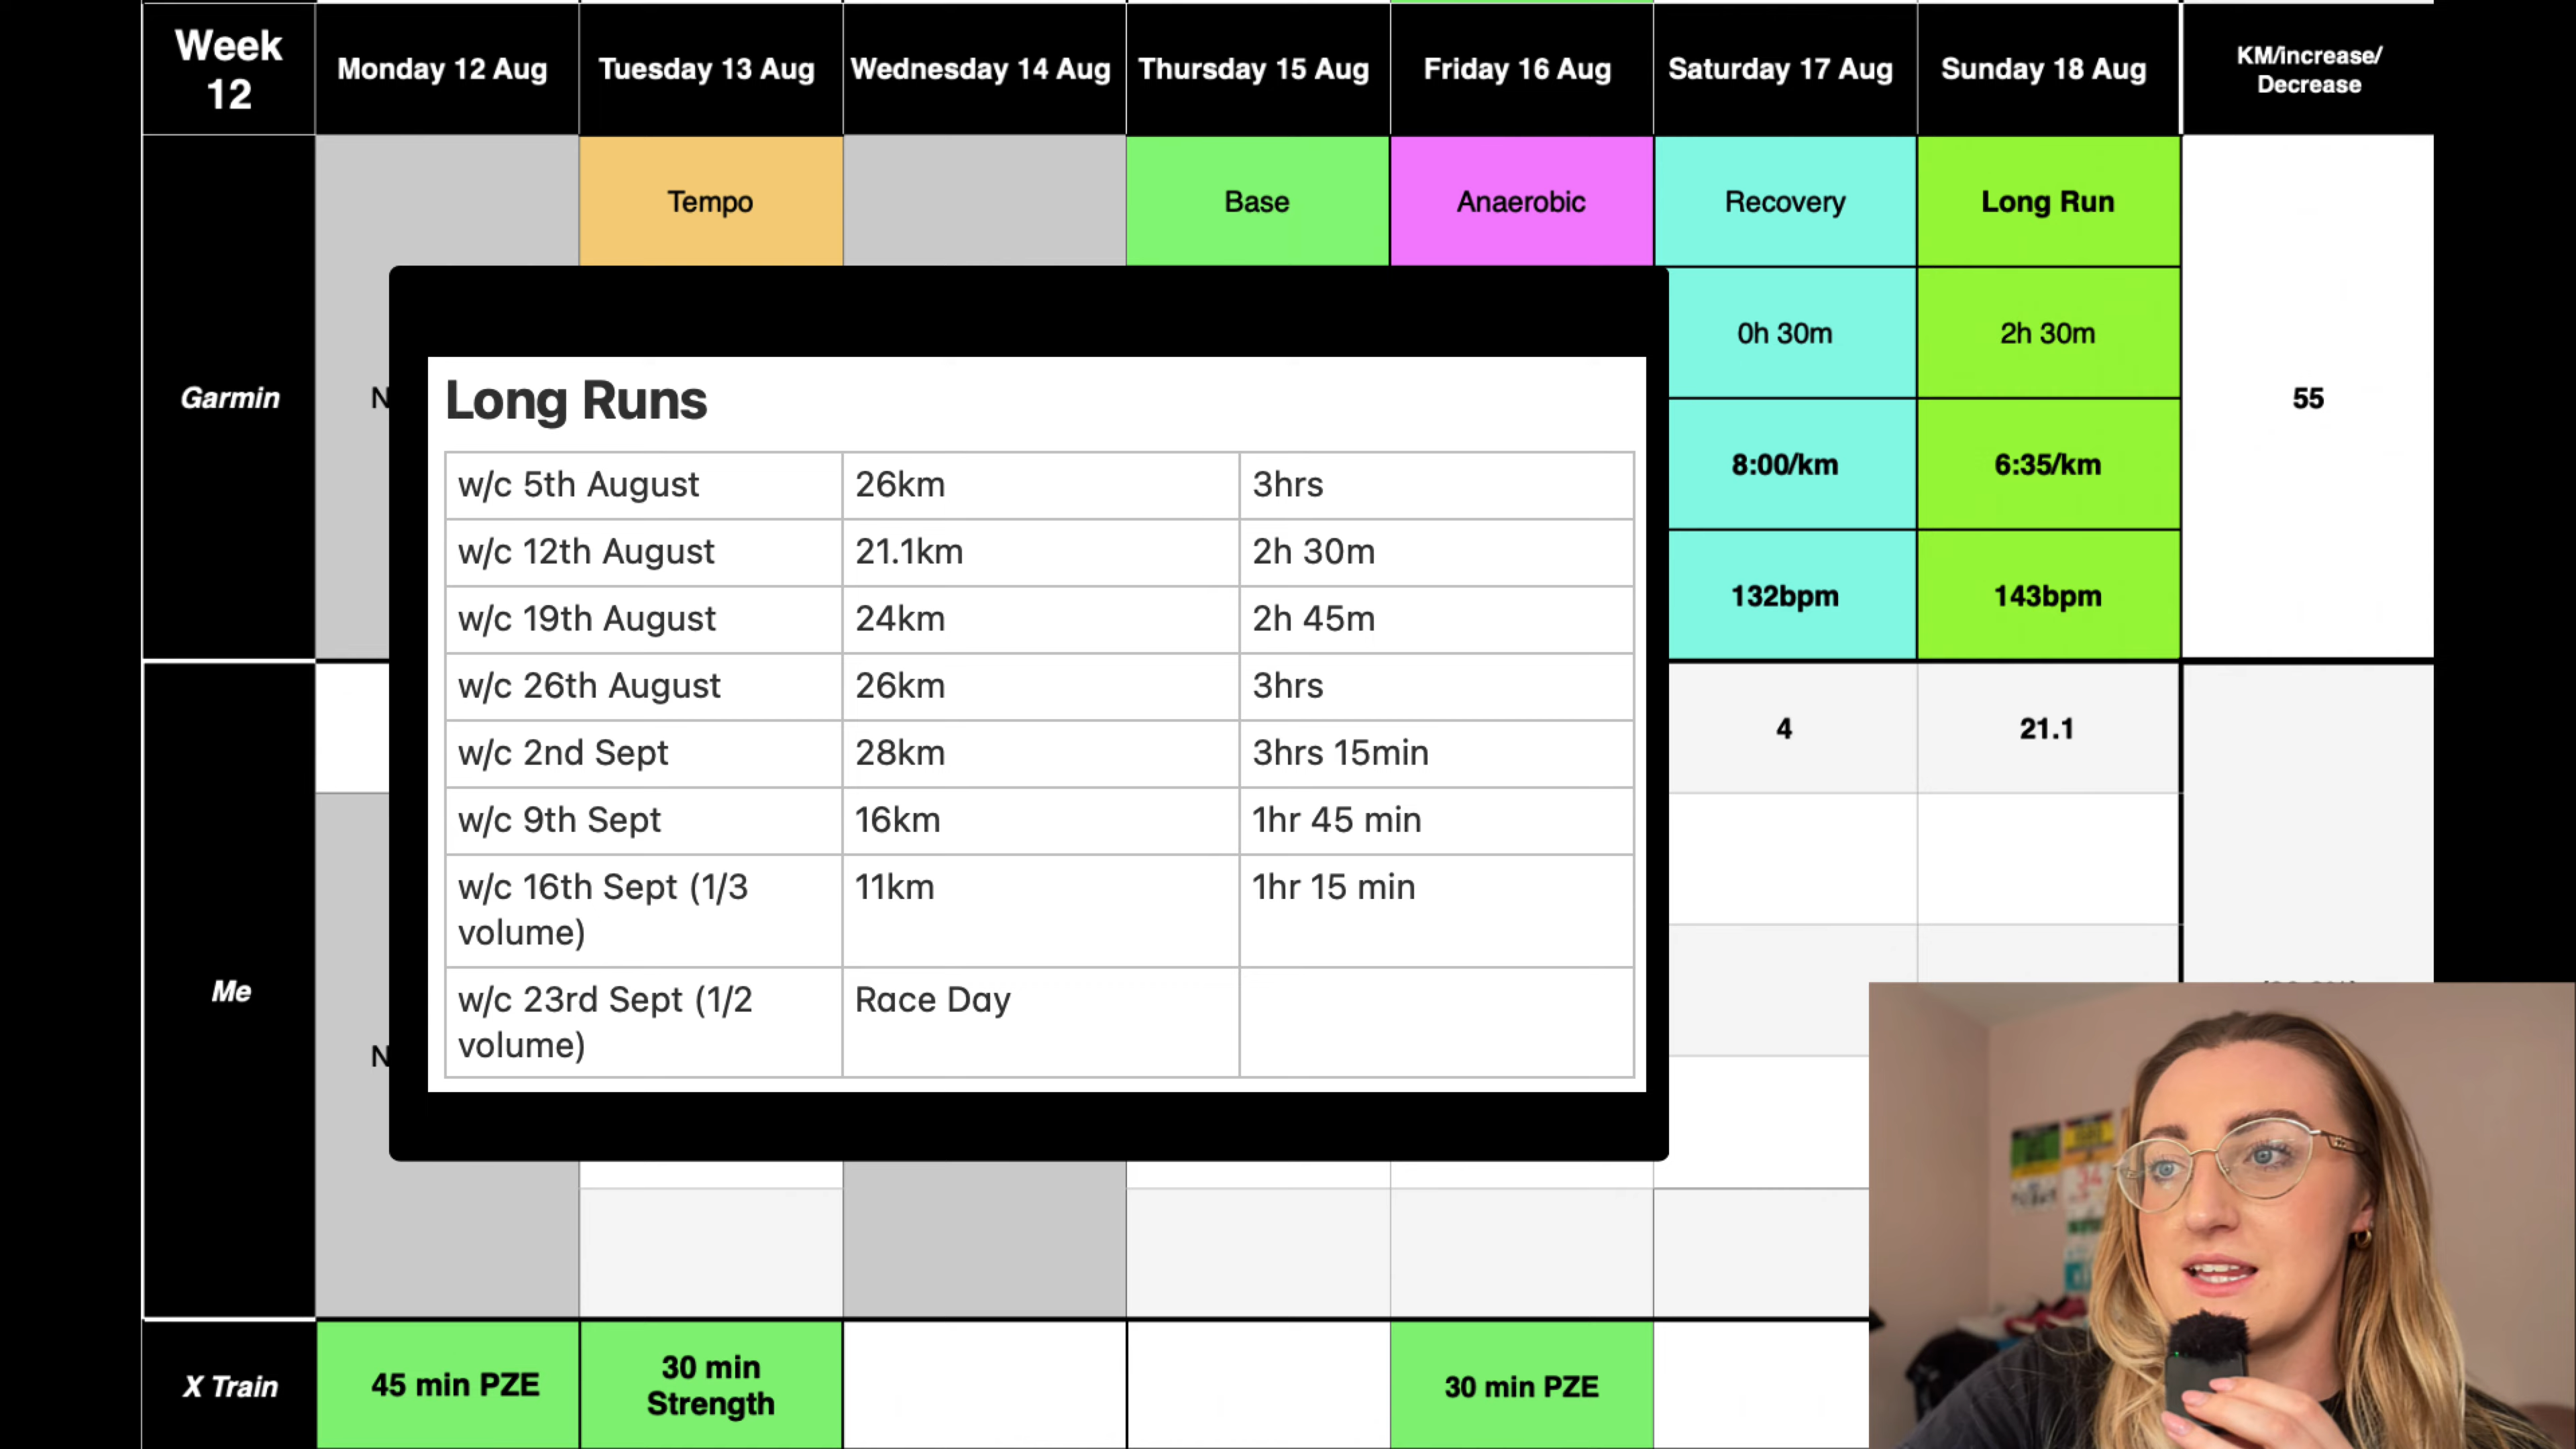 Week
12
Monday 12 Aug
Tuesday 13 Aug
Wednesday 14 Aug
Thursday 15 Aug
Friday 16 Aug
Saturday 17 Aug
Sunday 18 Aug
KM/increase/
Decrease
Garmin
Tempo
Base
Anaerobic
Recovery
Long Run
0h 30m
2h 30m
N
8:00/km
6:35/km
55
132bpm
143bpm
Long Runs
w/c 5th August
26km
3hrs
w/c 12th August
21.1km
2h 30m
w/c 19th August
24km
2h 45m
w/c 26th August
26km
3hrs
w/c 2nd Sept
28km
3hrs 15min
w/c 9th Sept
16km
1hr 45 min
w/c 16th Sept (1/3
volume)
11km
1hr 15 min
w/c 23rd Sept (1/2
volume)
Race Day
Me
4
21.1
N
X Train
45 min PZE
30 min
Strength
30 min PZE